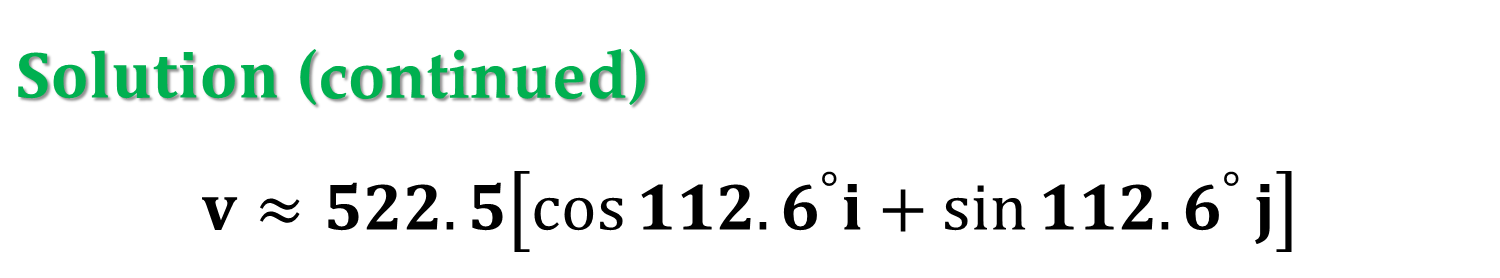 Solution (continued)
v ≈ 522.5[cos 112.6°i + sin 112.6° j]